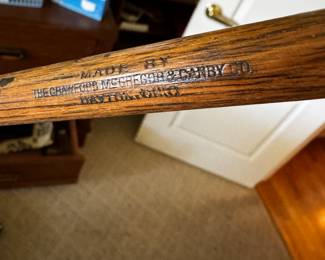 MADE BY
THE CRAWFORD, MCGREGOR & CANBY CO.
DAYTON, OHIO